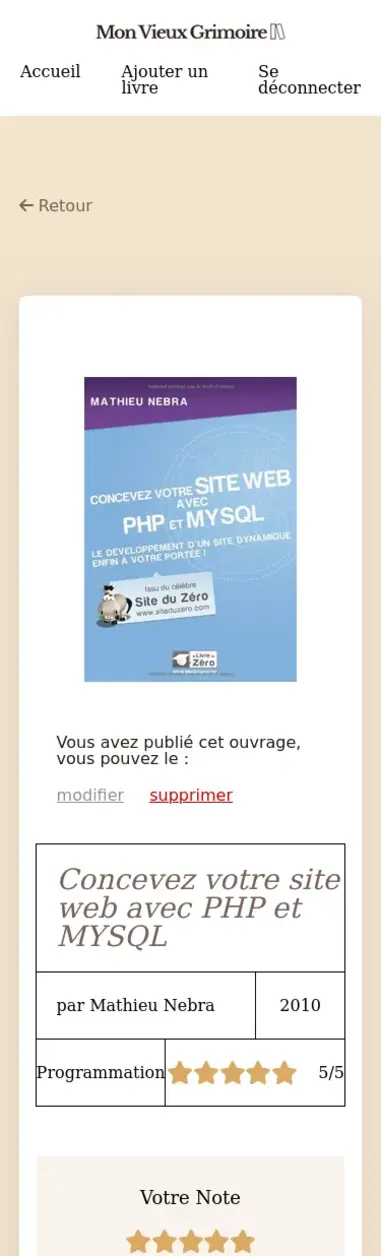 Mon Vieux Grimoire
Accueil
Ajouter un
livre
Se
déconnecter
Retour
MATHIEU NEBRA
CONCEVEZ VOTRE SITE WEB
AVEC
PHP ET MYSQL
LE DÉVELOPPEMENT D'UN SITE DYNAMIQUE
ENFIN À VOTRE PORTÉE !
Issu du célèbre
Site du Zéro
www.siteduzero.com
Livre du
Zéro
Vous avez publié cet ouvrage,
vous pouvez le :
modifier
supprimer
Concevez votre site
web avec PHP et
MYSQL
par Mathieu Nebra
2010
Programmation
5/5
Votre Note